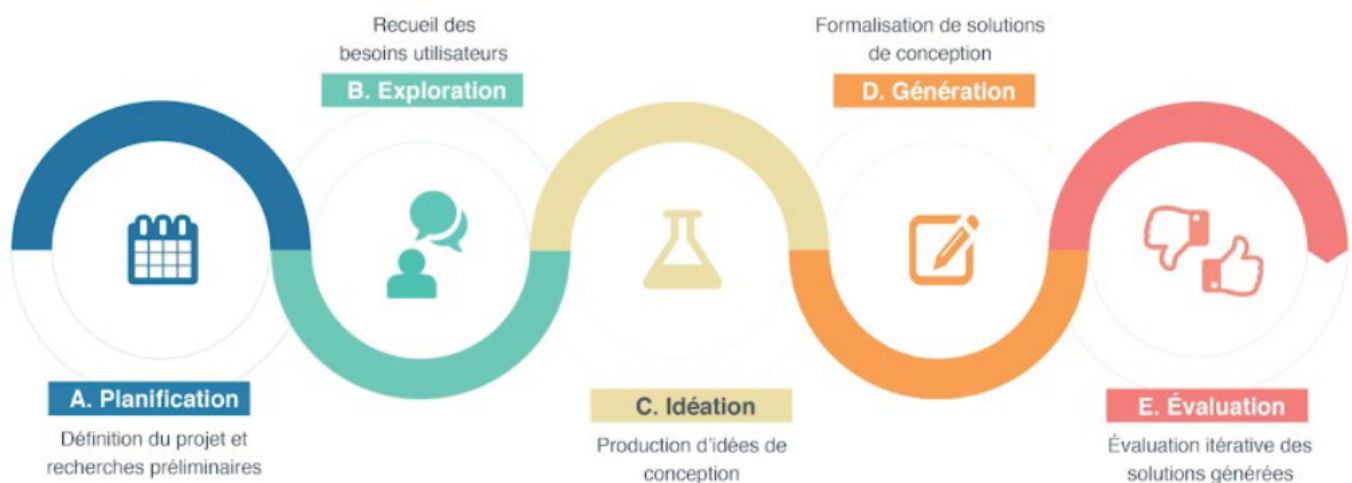 Recueil des
besoins utilisateurs
B. Exploration
Formalisation de solutions
de conception
D. Génération
A. Planification
Définition du projet et
recherches préliminaires
C. Idéation
Production d'idées de
conception
E. Évaluation
Évaluation itérative des
solutions générées